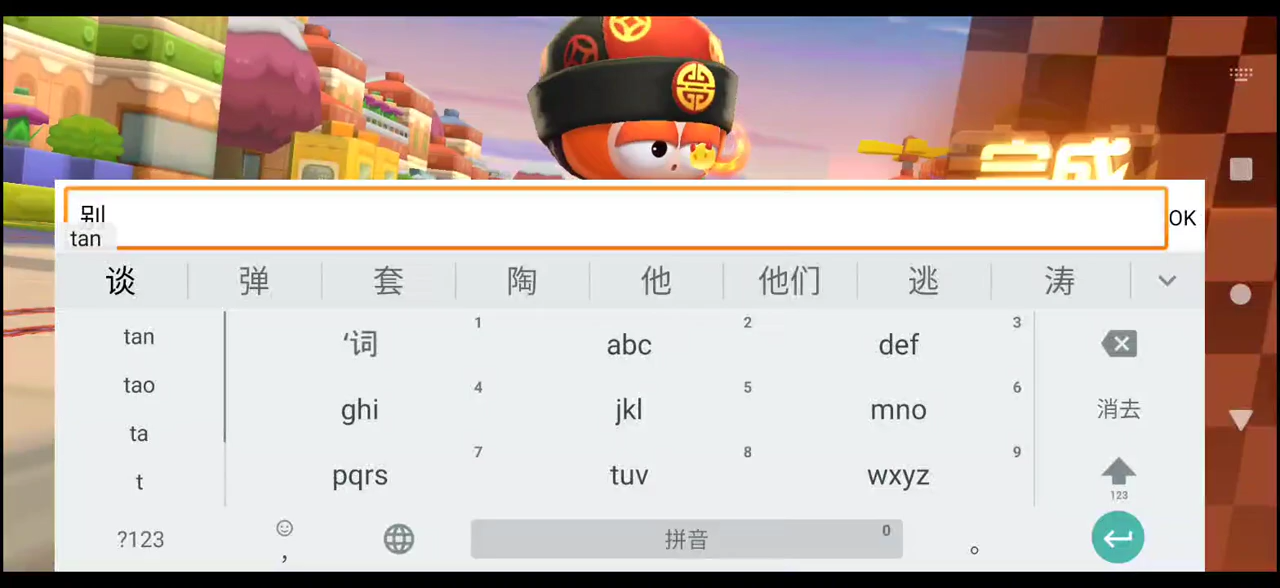 完成
别
OK
tan
谈 弹 套 陶 他 他们 逃 涛
tan
tao
ta
t
'词 1
abc 2
def 3
ghi 4
jkl 5
mno 6
消去
pqrs 7
tuv 8
wxyz 9
123
?123
,
拼音 0
。